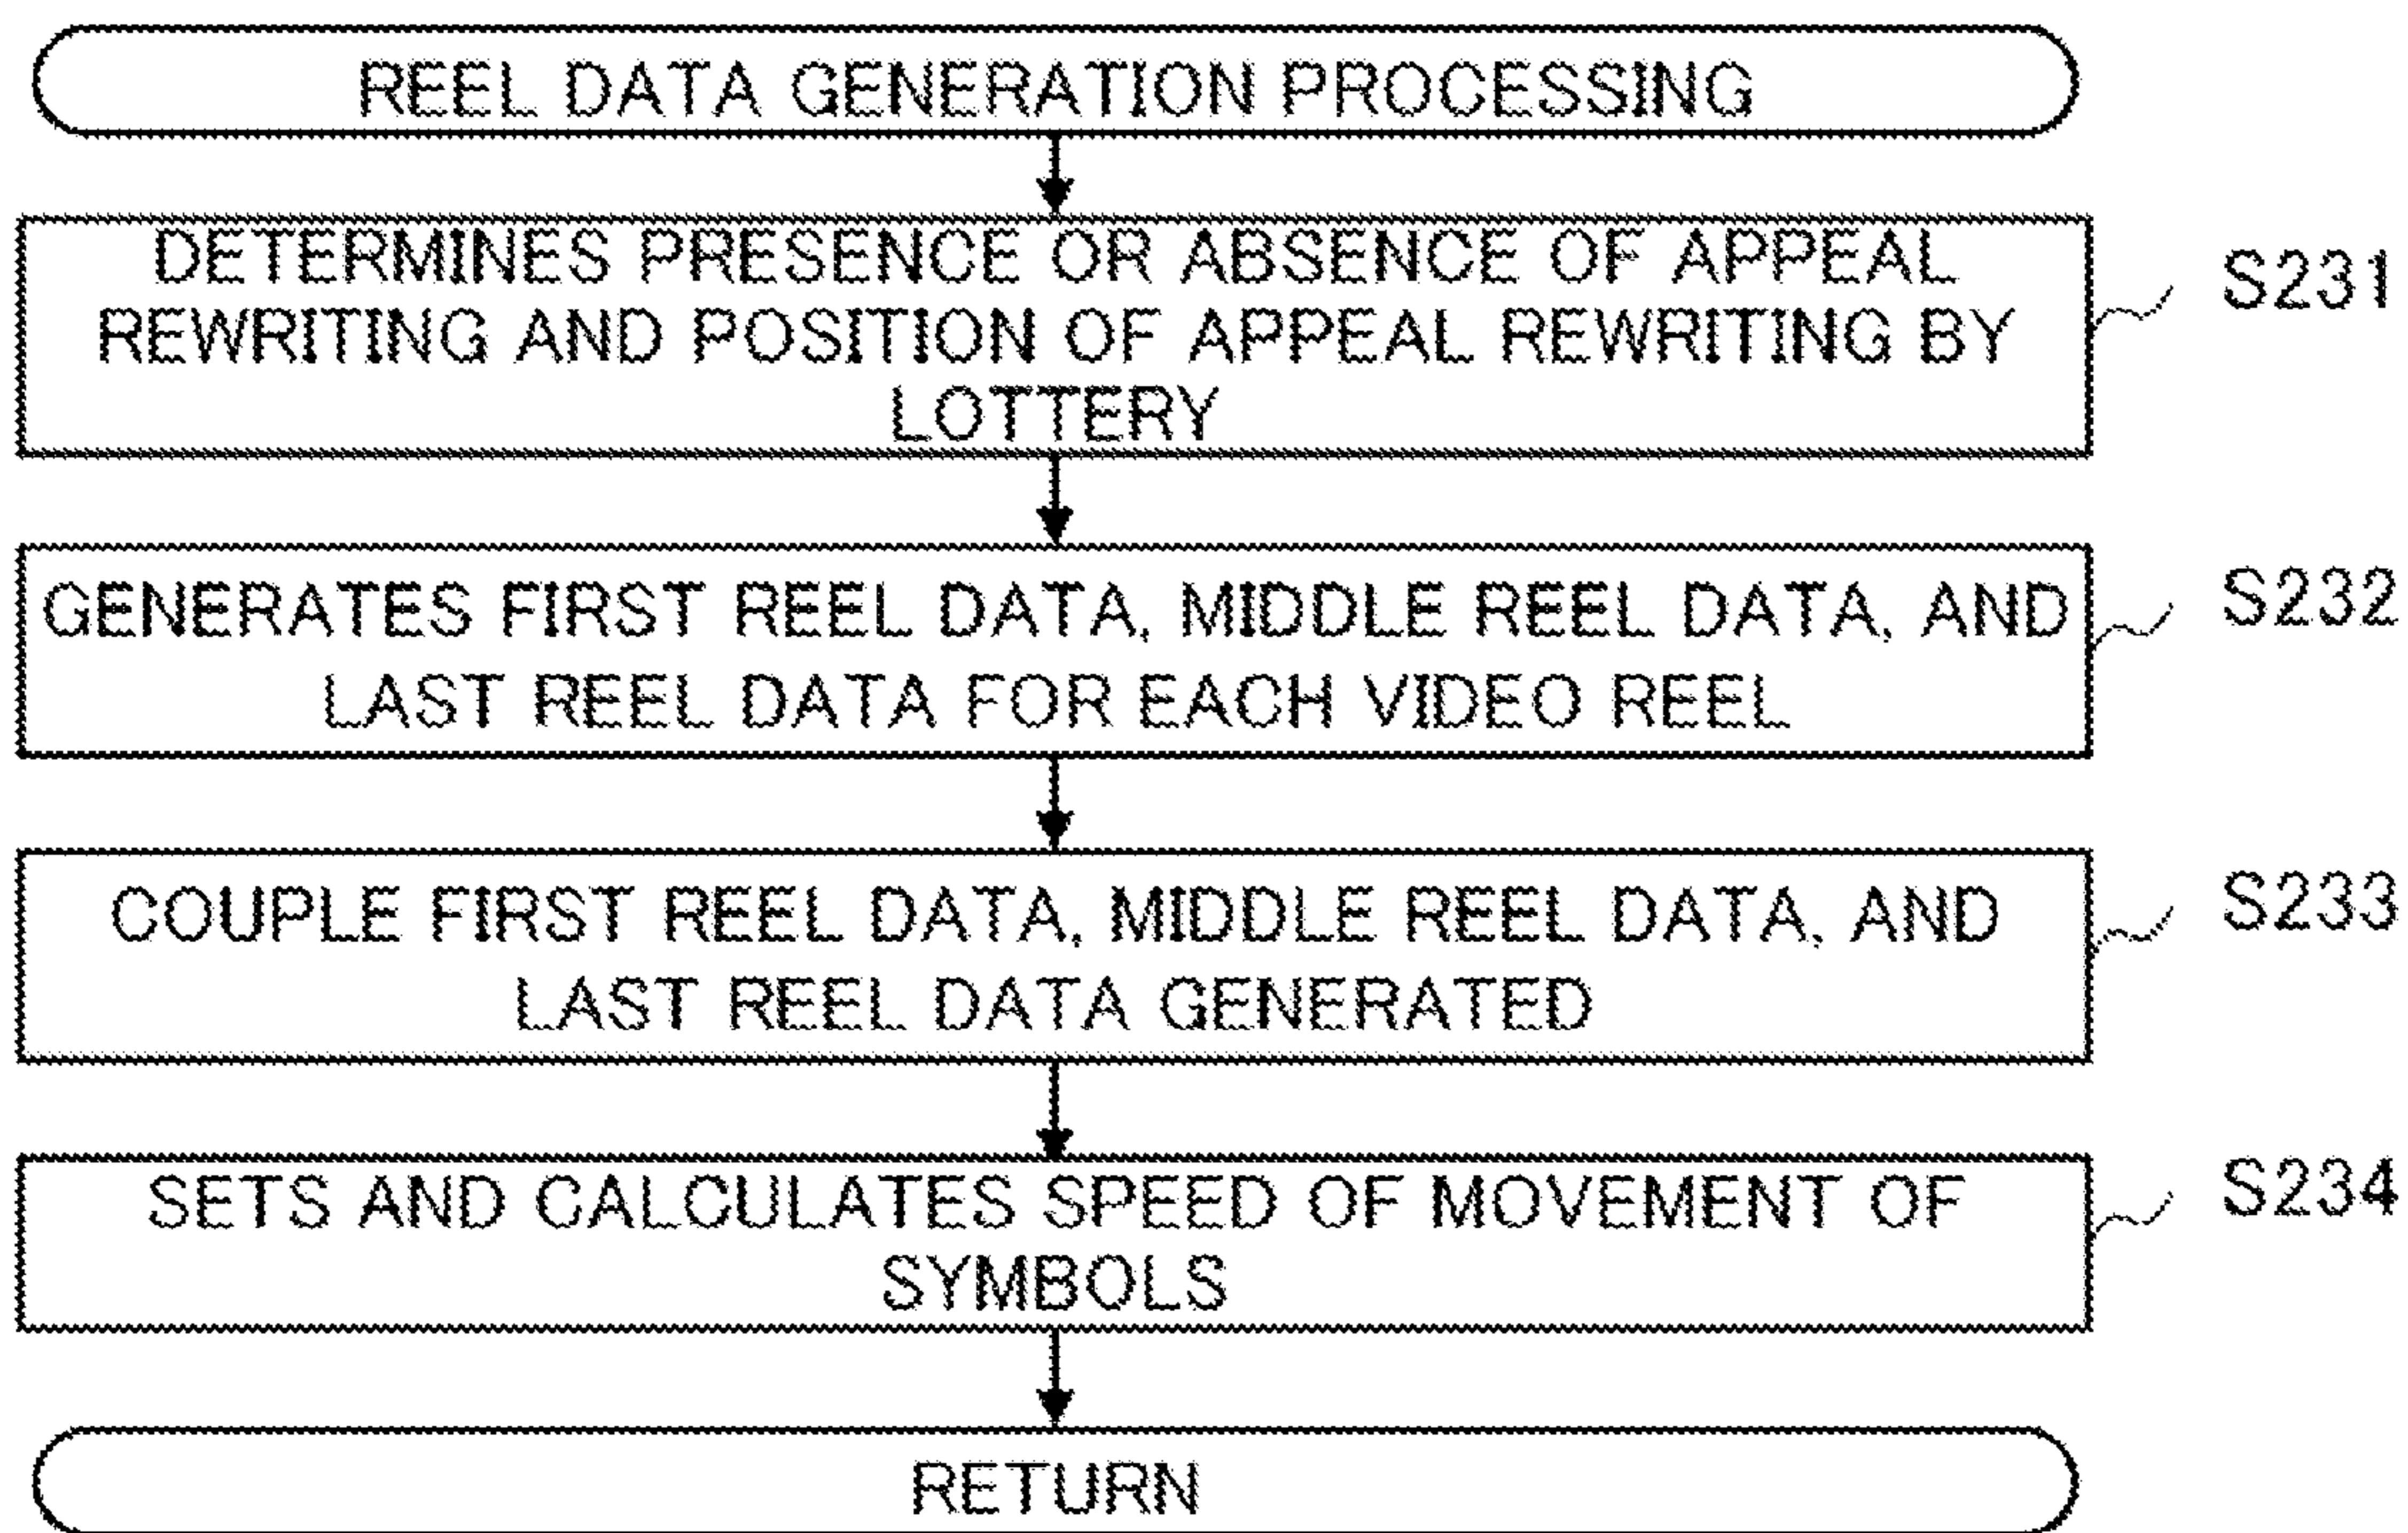 REEL DATA GENERATION PROCESSING
DETERMINES PRESENCE OR ABSENCE OF APPEAL
REWRITING AND POSITION OF APPEAL REWRITING BY
LOTTERY
S231
GENERATES FIRST REEL DATA, MIDDLE REEL DATA, AND
LAST REEL DATA FOR EACH VIDEO REEL
S232
COUPLE FIRST REEL DATA, MIDDLE REEL DATA, AND
LAST REEL DATA GENERATED
S233
SETS AND CALCULATES SPEED OF MOVEMENT OF
SYMBOLS
S234
RETURN